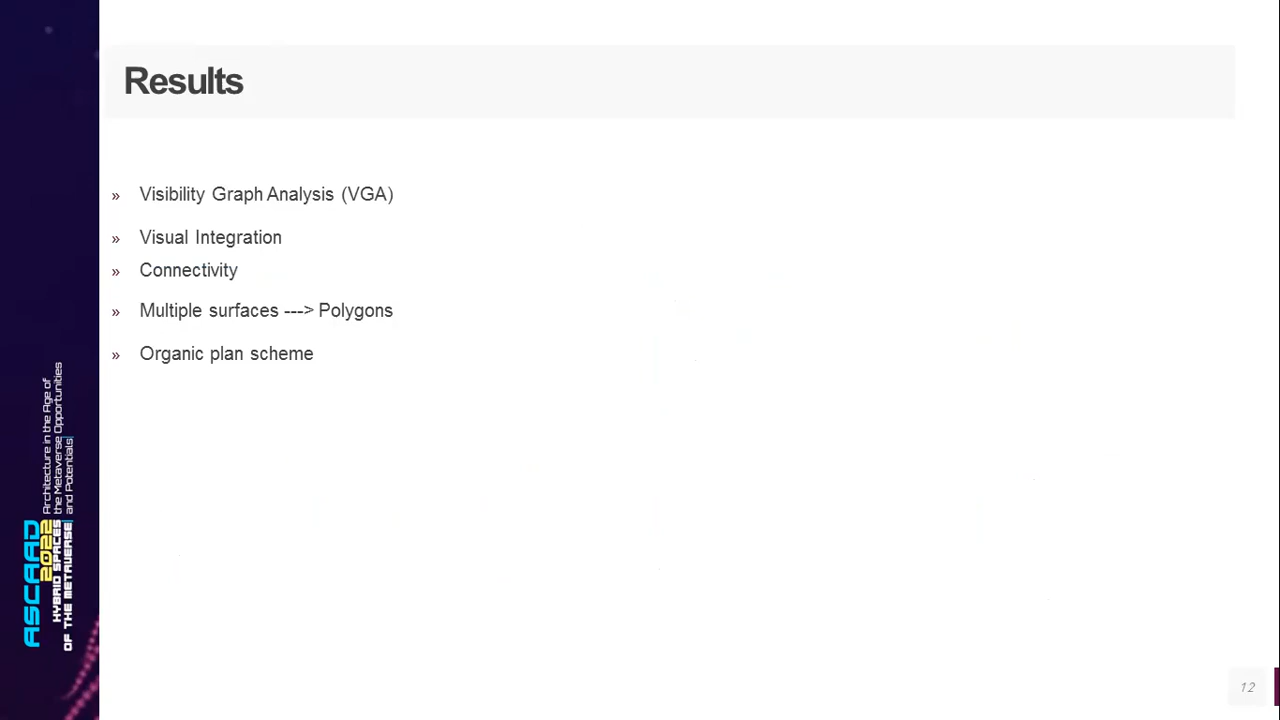 Results
» Visibility Graph Analysis (VGA)
» Visual Integration
» Connectivity
» Multiple surfaces ---> Polygons
» Organic plan scheme
ASCAAD
2022
HYBRID SPACES
OF THE METAVERSE|
Architecture in the Age of
the Metaverse Opportunities
and Potentials|
12